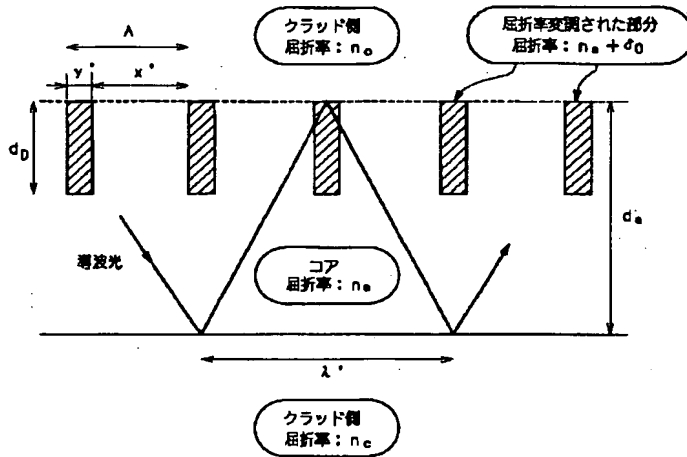 クラッド側
屈折率：n₀
屈折率変調された部分
屈折率：nₑ＋δ₀
Λ
y'
x'
d_D
dₑ
導波光
コア
屈折率：nₑ
λ'
クラッド側
屈折率：n_c